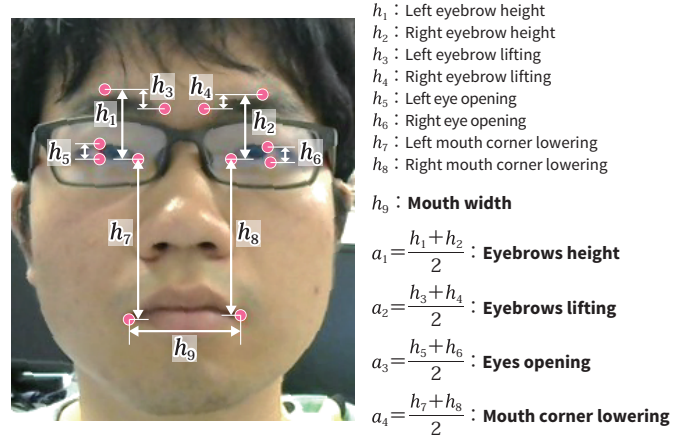 h₃
h₄
h₁
h₂
h₅
h₆
h₇
h₈
h₉
h₁ : Left eyebrow height
h₂ : Right eyebrow height
h₃ : Left eyebrow lifting
h₄ : Right eyebrow lifting
h₅ : Left eye opening
h₆ : Right eye opening
h₇ : Left mouth corner lowering
h₈ : Right mouth corner lowering
h₉ : Mouth width
a₁=(h₁+h₂)/2 : Eyebrows height
a₂=(h₃+h₄)/2 : Eyebrows lifting
a₃=(h₅+h₆)/2 : Eyes opening
a₄=(h₇+h₈)/2 : Mouth corner lowering